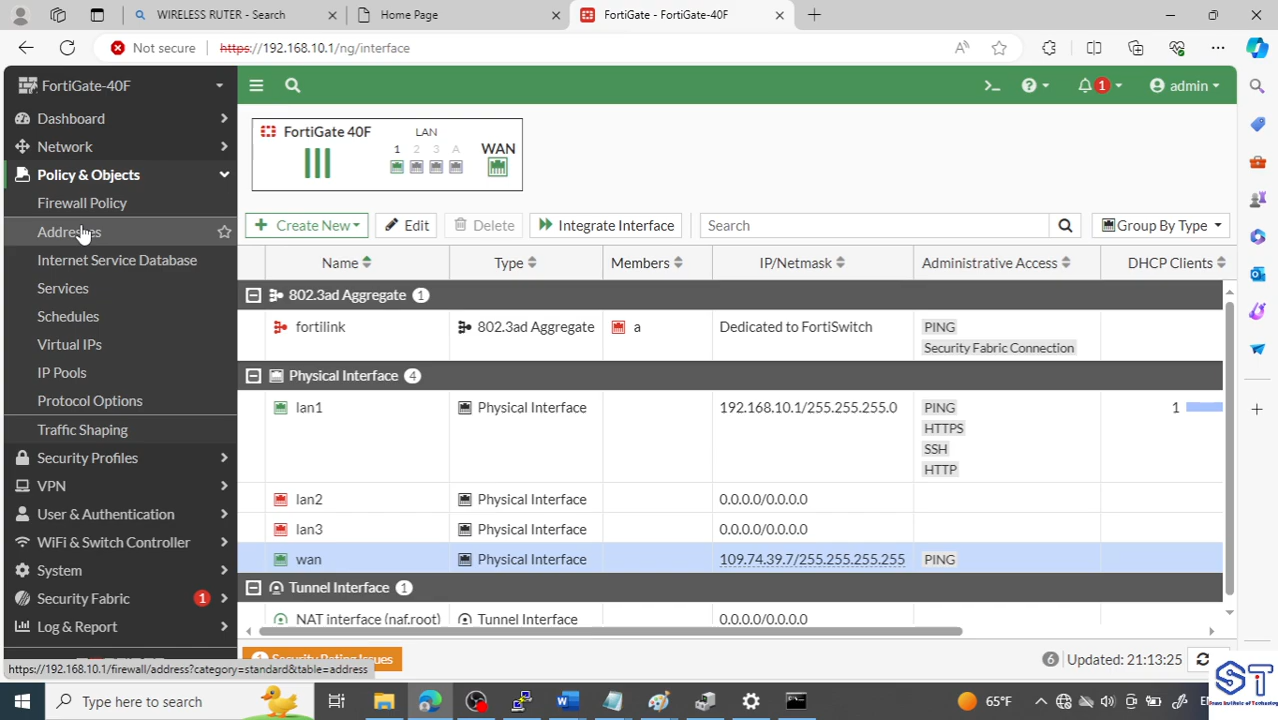 WIRELESS RUTER - Search
Home Page
FortiGate - FortiGate-40F
Not secure
https://192.168.10.1/ng/interface
FortiGate-40F
admin
1
Dashboard
Network
Policy & Objects
Firewall Policy
Addresses
Internet Service Database
Services
Schedules
Virtual IPs
IP Pools
Protocol Options
Traffic Shaping
Security Profiles
VPN
User & Authentication
WiFi & Switch Controller
System
Security Fabric 1
Log & Report
https://192.168.10.1/firewall/address?category=standard&table=address
FortiGate 40F
LAN
1 2 3 A
WAN
Create New
Edit
Delete
Integrate Interface
Search
Group By Type
Name Type Members IP/Netmask Administrative Access DHCP Clients
802.3ad Aggregate 1
fortilink 802.3ad Aggregate a Dedicated to FortiSwitch PING
Security Fabric Connection
Physical Interface 4
lan1 Physical Interface 192.168.10.1/255.255.255.0 PING 1
HTTPS
SSH
HTTP
lan2 Physical Interface 0.0.0.0/0.0.0.0
lan3 Physical Interface 0.0.0.0/0.0.0.0
wan Physical Interface 109.74.39.7/255.255.255.255 PING
Tunnel Interface 1
NAT interface (naf.root) Tunnel Interface 0.0.0.0/0.0.0.0
Security Rating Issues
6 Updated: 21:13:25
Type here to search
65°F
ST
Institute of Technology